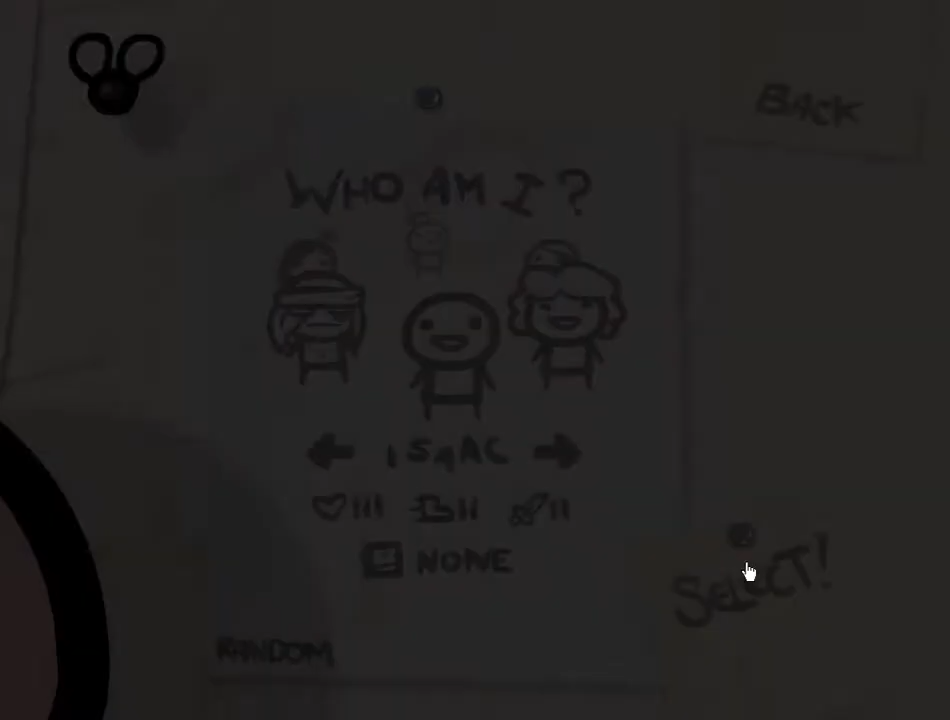 BACK
WHO AM I?
ISAAC
NONE
SELECT!
RANDOM